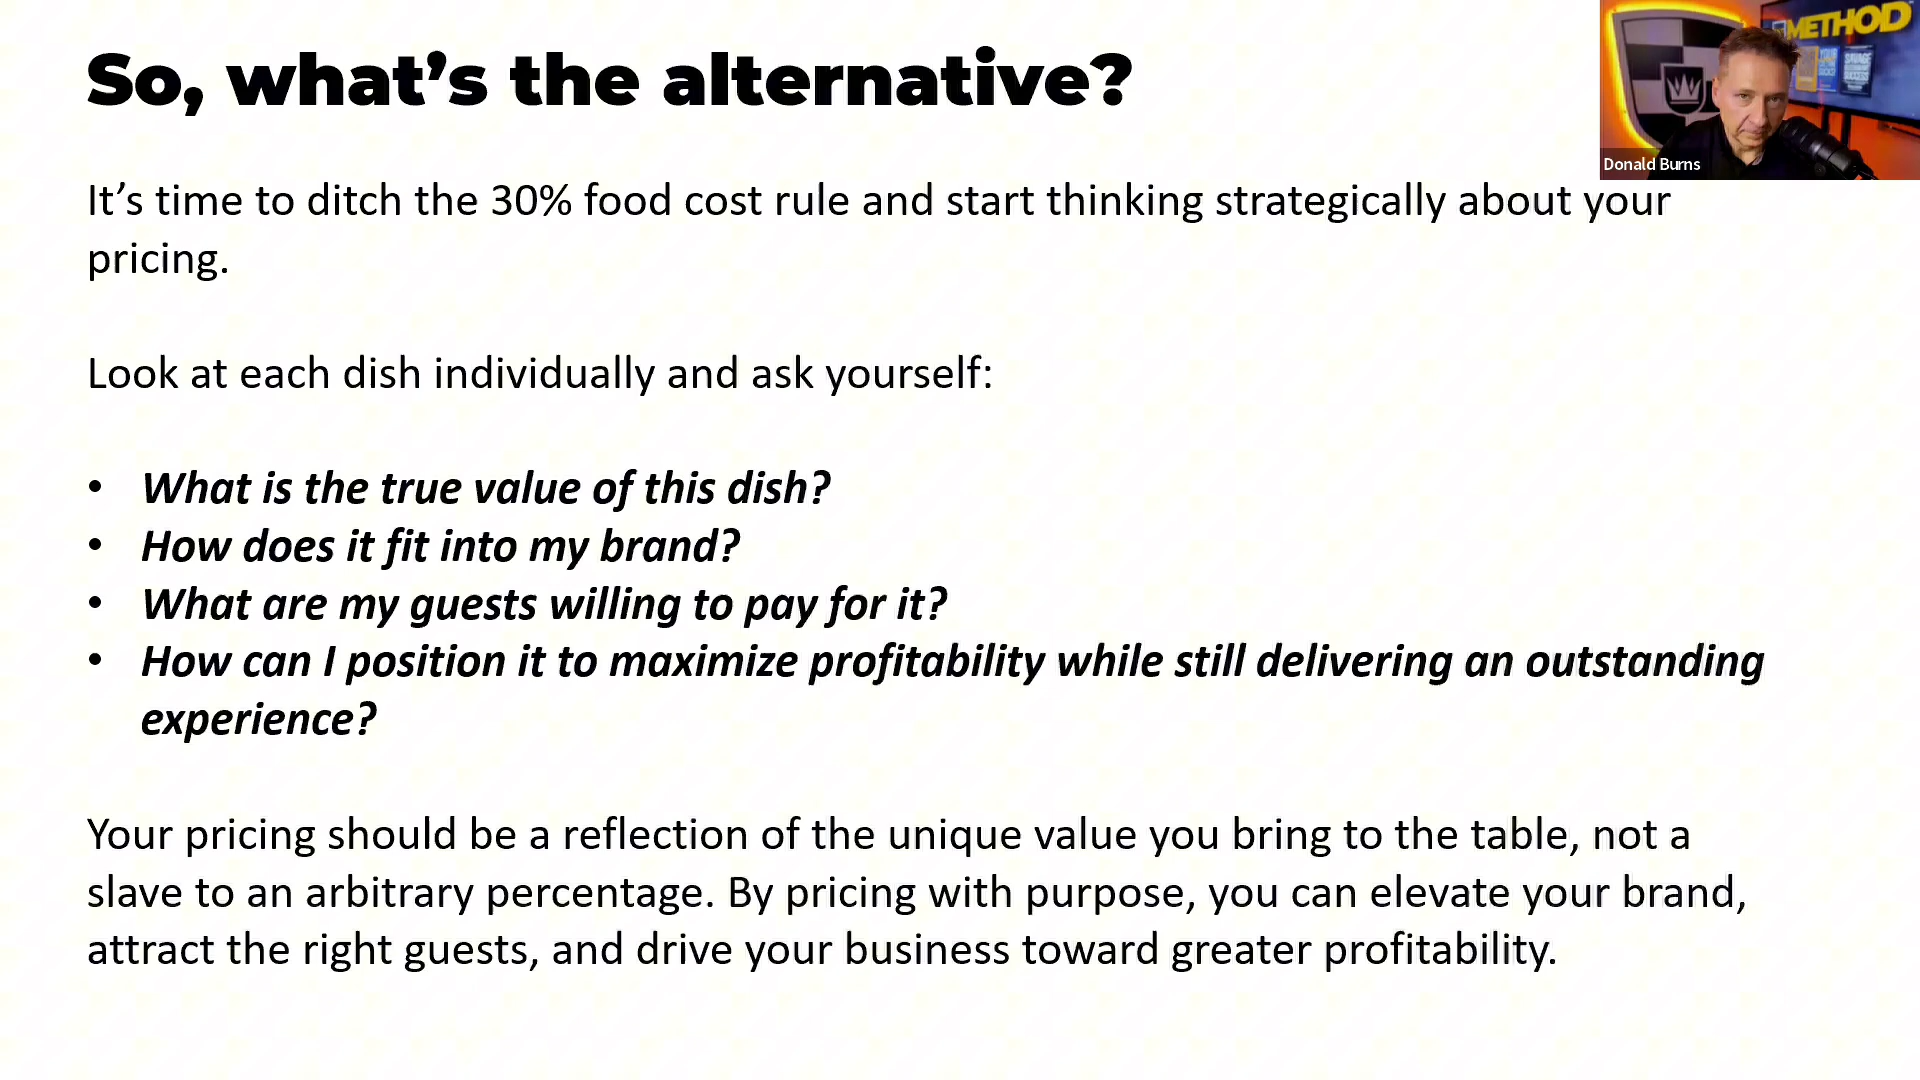 So, what’s the alternative?
METHOD
Donald Burns
It’s time to ditch the 30% food cost rule and start thinking strategically about your
pricing.
Look at each dish individually and ask yourself:
• What is the true value of this dish?
• How does it fit into my brand?
• What are my guests willing to pay for it?
• How can I position it to maximize profitability while still delivering an outstanding
experience?
Your pricing should be a reflection of the unique value you bring to the table, not a
slave to an arbitrary percentage. By pricing with purpose, you can elevate your brand,
attract the right guests, and drive your business toward greater profitability.